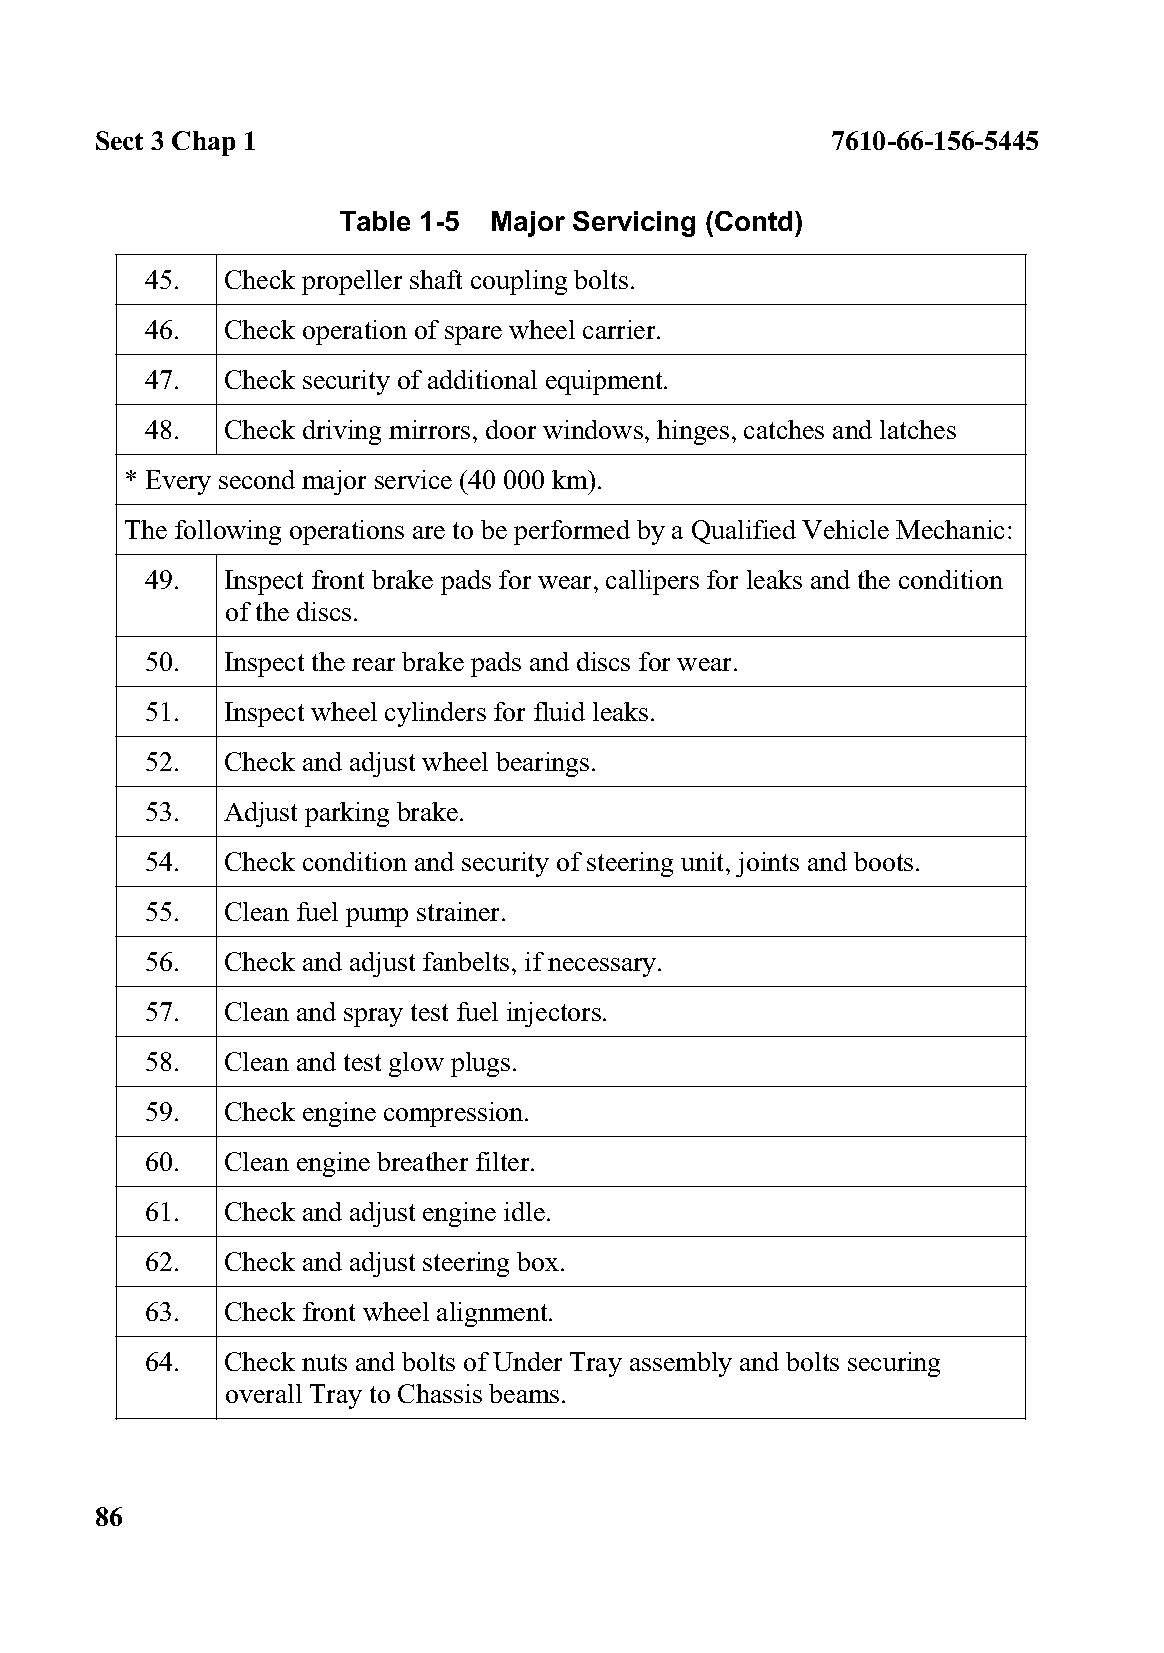 Sect 3 Chap 1 7610-66-156-5445
Table 1-5 Major Servicing (Contd)
45. Check propeller shaft coupling bolts.
46. Check operation of spare wheel carrier.
47. Check security of additional equipment.
48. Check driving mirrors, door windows, hinges, catches and latches
* Every second major service (40 000 km).
The following operations are to be performed by a Qualified Vehicle Mechanic:
49. Inspect front brake pads for wear, callipers for leaks and the condition
of the discs.
50. Inspect the rear brake pads and discs for wear.
51. Inspect wheel cylinders for fluid leaks.
52. Check and adjust wheel bearings.
53. Adjust parking brake.
54. Check condition and security of steering unit, joints and boots.
55. Clean fuel pump strainer.
56. Check and adjust fanbelts, if necessary.
57. Clean and spray test fuel injectors.
58. Clean and test glow plugs.
59. Check engine compression.
60. Clean engine breather filter.
61. Check and adjust engine idle.
62. Check and adjust steering box.
63. Check front wheel alignment.
64. Check nuts and bolts of Under Tray assembly and bolts securing
overall Tray to Chassis beams.
86